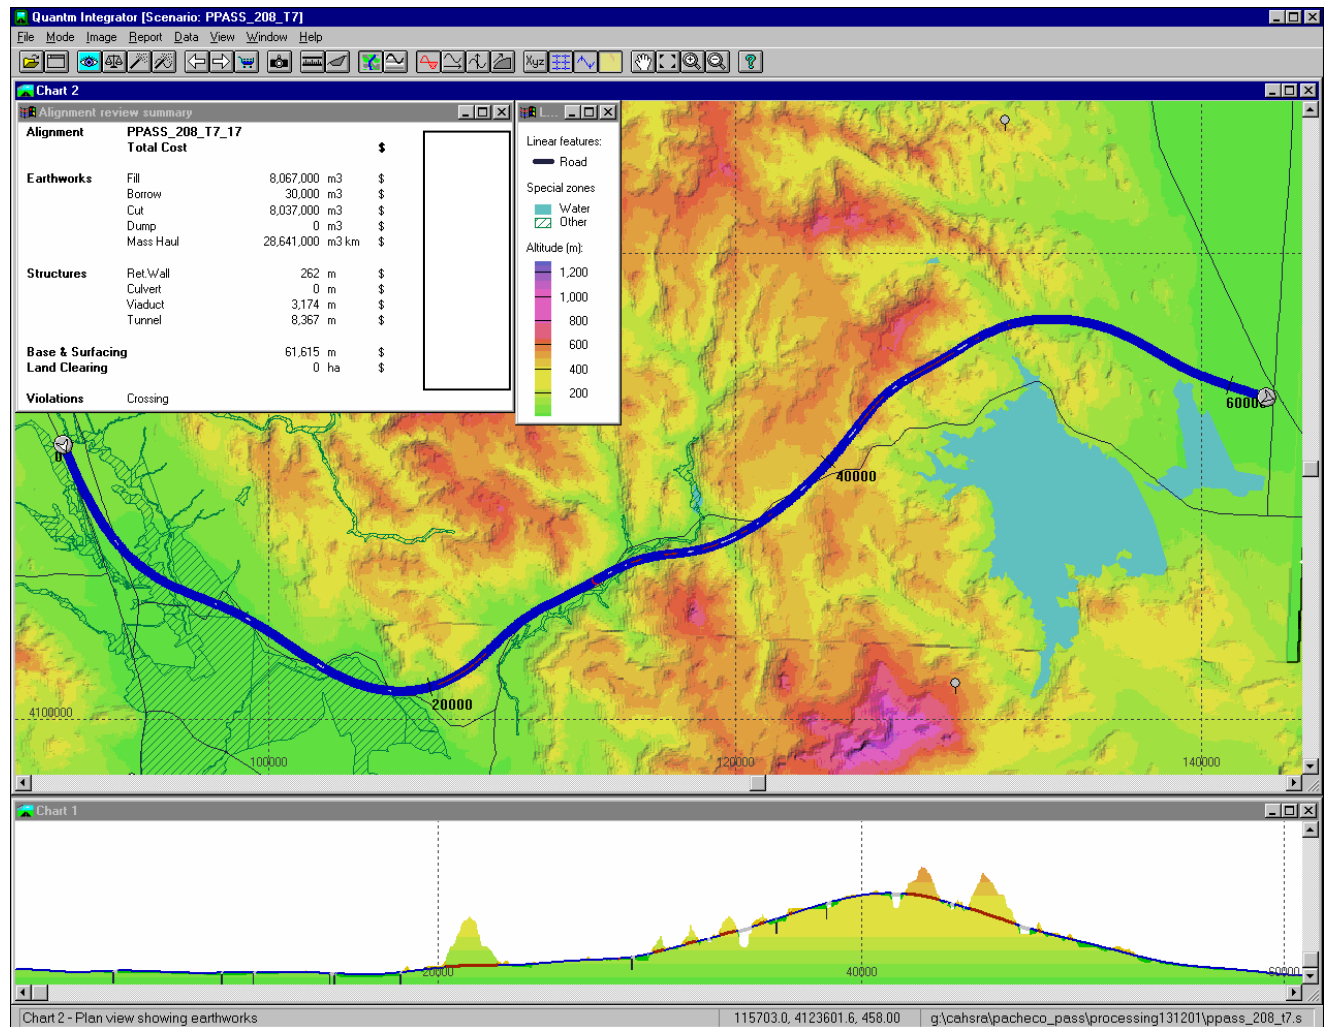 Quantm Integrator [Scenario: PPASS_208_T7]
File Mode Image Report Data View Window Help
Xyz
Chart 2
Alignment review summary
Alignment PPASS_208_T7_17
Total Cost $
Earthworks Fill 8,067,000 m3 $
Borrow 30,000 m3 $
Cut 8,037,000 m3 $
Dump 0 m3 $
Mass Haul 28,641,000 m3 km $
Structures Ret.Wall 262 m $
Culvert 0 m $
Viaduct 3,174 m $
Tunnel 8,367 m $
Base & Surfacing 61,615 m $
Land Clearing 0 ha $
Violations Crossing
L...
Linear features:
Road
Special zones
Water
Other
Altitude (m):
1,200
1,000
800
600
400
200
0
60000
40000
20000
4100000
100000
120000
140000
Chart 1
20000
40000
60000
Chart 2 - Plan view showing earthworks
115703.0, 4123601.6, 458.00
g:\cahsra\pacheco_pass\processing131201\ppass_208_t7.s